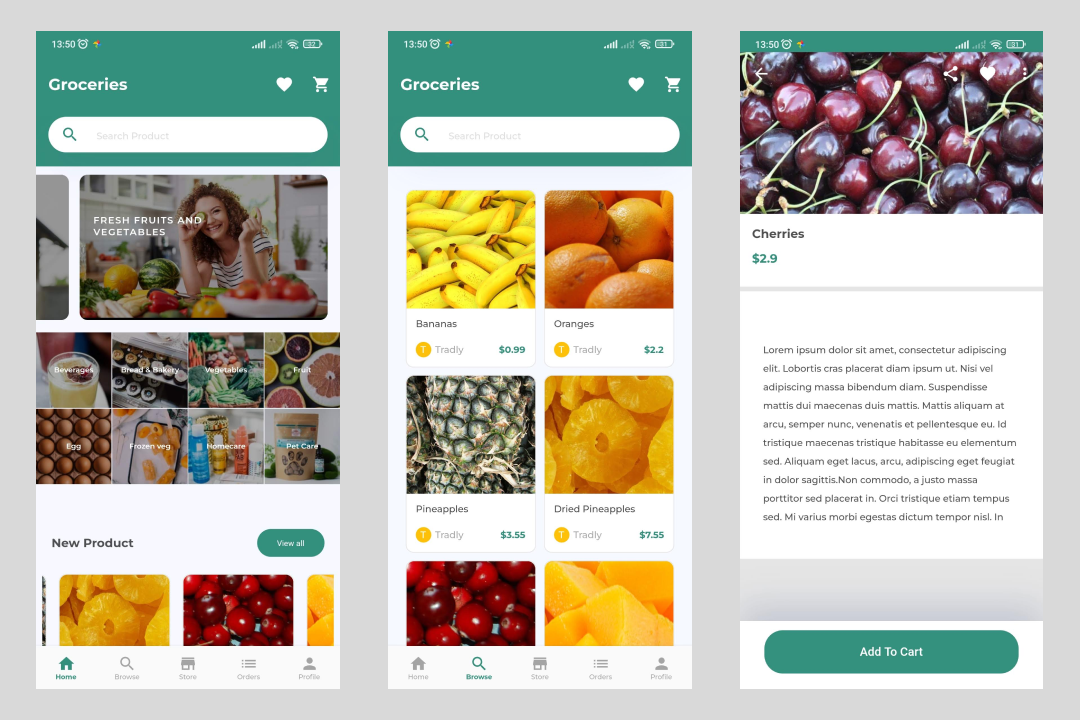 13:50
32
Groceries
Search Product
FRESH FRUITS AND
VEGETABLES
Beverages
Bread & Bakery
Vegetables
Fruit
Egg
Frozen veg
Homecare
Pet Care
New Product
View all
Home
Browse
Store
Orders
Profile
13:50
31
Groceries
Search Product
Bananas
T Tradly $0.99
Oranges
T Tradly $2.2
Pineapples
T Tradly $3.55
Dried Pineapples
T Tradly $7.55
Home
Browse
Store
Orders
Profile
13:50
31
Cherries
$2.9
Lorem ipsum dolor sit amet, consectetur adipiscing
elit. Lobortis cras placerat diam ipsum ut. Nisi vel
adipiscing massa bibendum diam. Suspendisse
mattis dui maecenas duis mattis. Mattis aliquam at
arcu, semper nunc, venenatis et pellentesque eu. Id
tristique maecenas tristique habitasse eu elementum
sed. Aliquam eget lacus, arcu, adipiscing eget feugiat
in dolor sagittis.Non commodo, a justo massa
porttitor sed placerat in. Orci tristique etiam tempus
sed. Mi varius morbi egestas dictum tempor nisl. In
Add To Cart